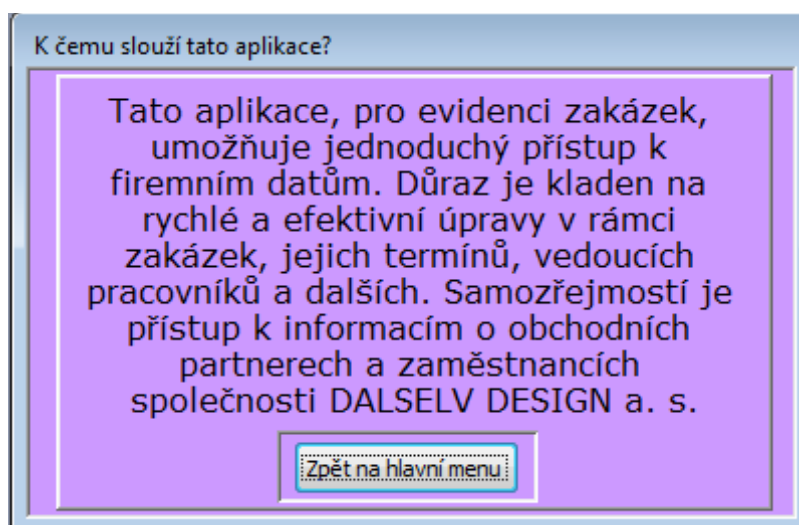 K čemu slouží tato aplikace?
Tato aplikace, pro evidenci zakázek,
umožňuje jednoduchý přístup k
firemním datům. Důraz je kladen na
rychlé a efektivní úpravy v rámci
zakázek, jejich termínů, vedoucích
pracovníků a dalších. Samozřejmostí je
přístup k informacím o obchodních
partnerech a zaměstnancích
společnosti DALSELV DESIGN a. s.
Zpět na hlavní menu